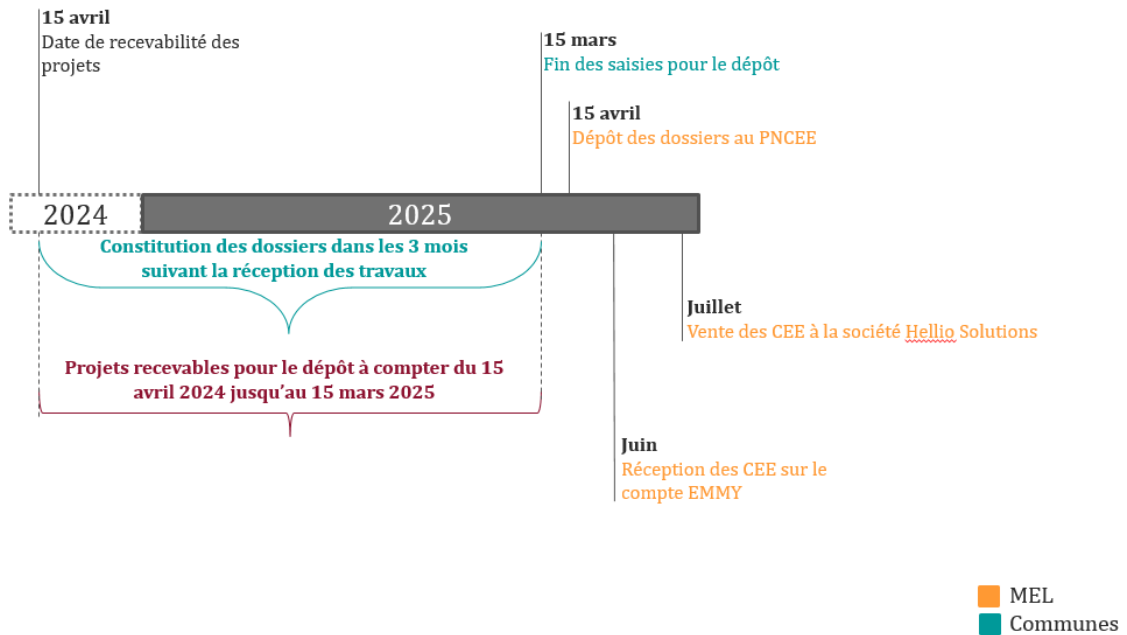 15 avril
Date de recevabilité des
projets
15 mars
Fin des saisies pour le dépôt
15 avril
Dépôt des dossiers au PNCEE
2024
2025
Constitution des dossiers dans les 3 mois
suivant la réception des travaux
Projets recevables pour le dépôt à compter du 15
avril 2024 jusqu'au 15 mars 2025
Juillet
Vente des CEE à la société Hellio Solutions
Juin
Réception des CEE sur le
compte EMMY
MEL
Communes